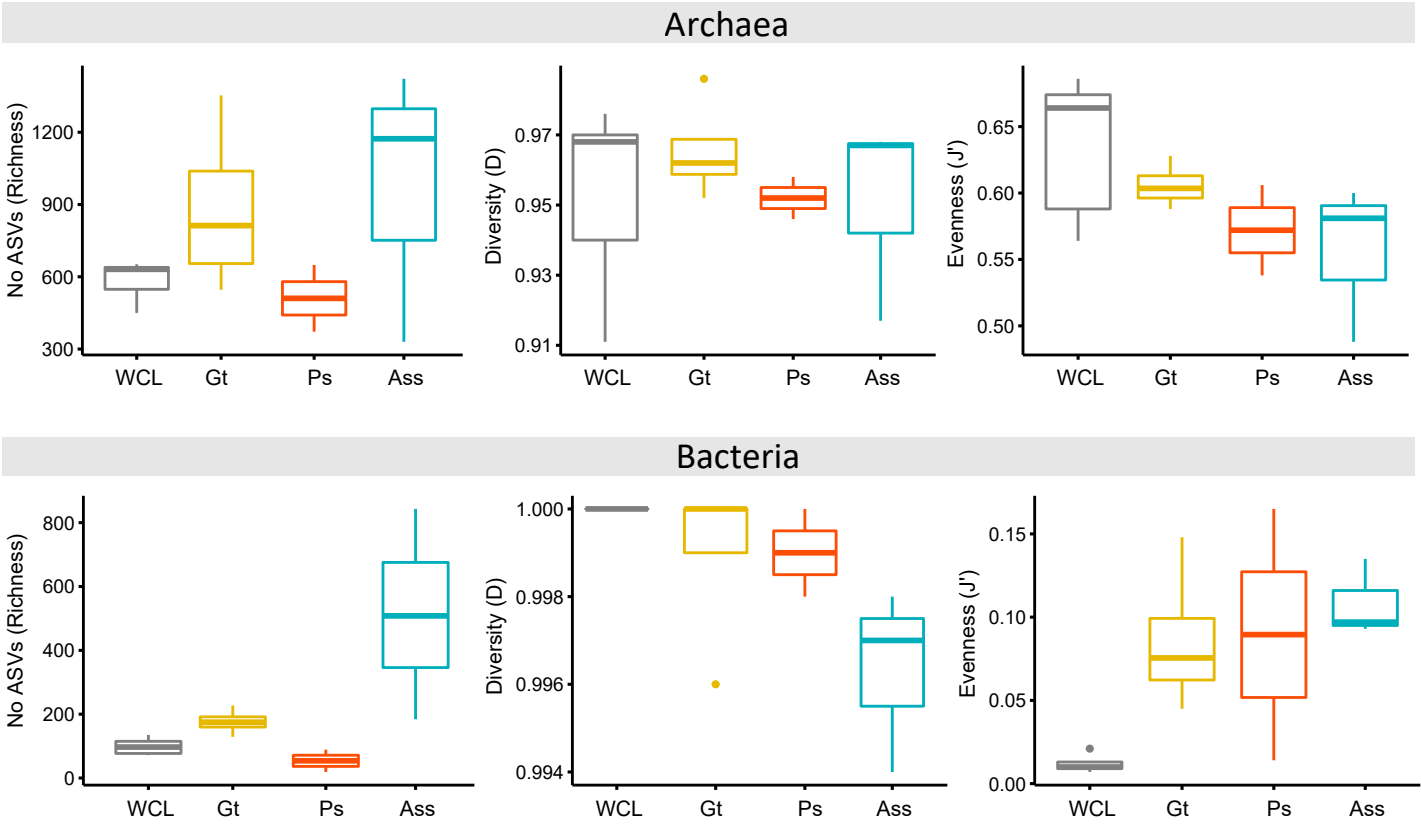 Archaea
No ASVs (Richness)
1200
900
600
300
WCL Gt Ps Ass
Diversity (D)
0.97
0.95
0.93
0.91
WCL Gt Ps Ass
Evenness (J')
0.65
0.60
0.55
0.50
WCL Gt Ps Ass
Bacteria
No ASVs (Richness)
800
600
400
200
0
WCL Gt Ps Ass
Diversity (D)
1.000
0.998
0.996
0.994
WCL Gt Ps Ass
Evenness (J')
0.15
0.10
0.05
0.00
WCL Gt Ps Ass